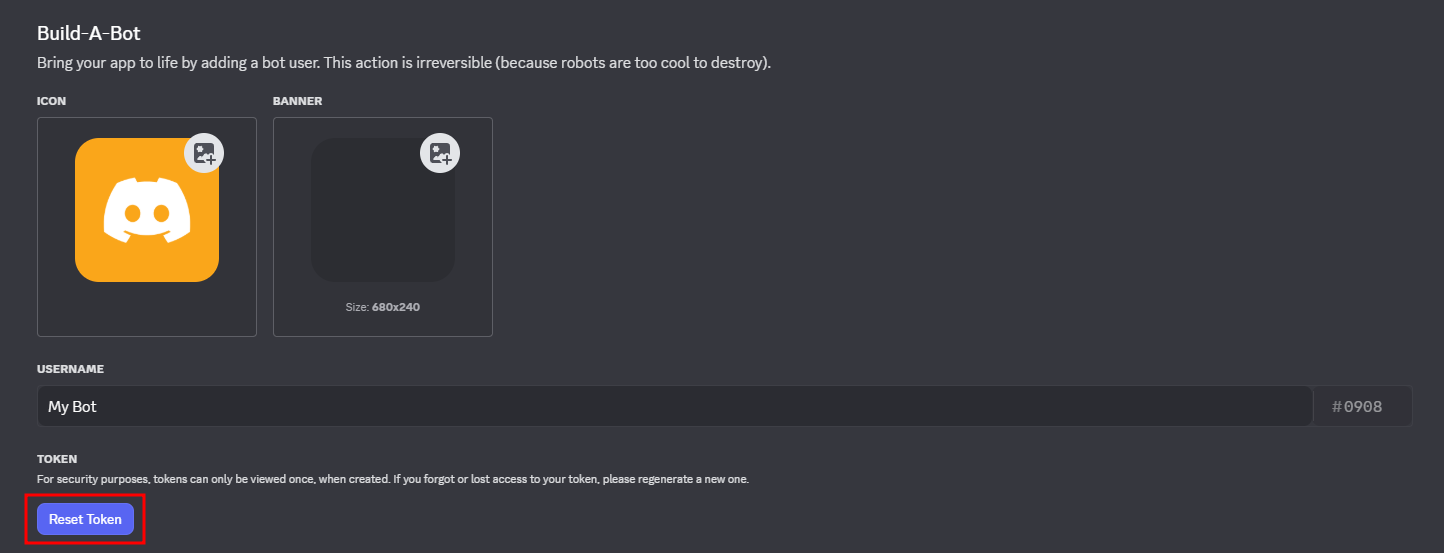 Build-A-Bot
Bring your app to life by adding a bot user. This action is irreversible (because robots are too cool to destroy).
ICON
BANNER
Size: 680x240
USERNAME
My Bot
#0908
TOKEN
For security purposes, tokens can only be viewed once, when created. If you forgot or lost access to your token, please regenerate a new one.
Reset Token